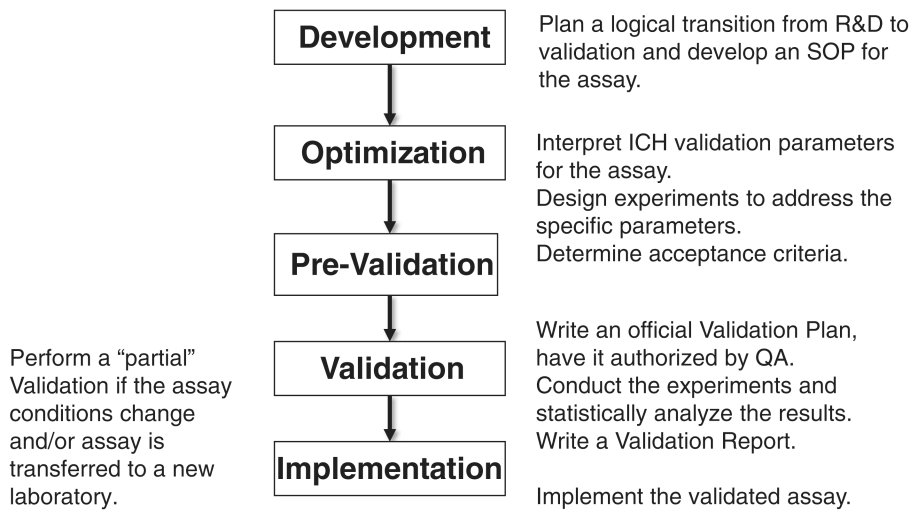 Development
Plan a logical transition from R&D to
validation and develop an SOP for
the assay.
Optimization
Interpret ICH validation parameters
for the assay.
Design experiments to address the
specific parameters.
Determine acceptance criteria.
Pre-Validation
Write an official Validation Plan,
have it authorized by QA.
Conduct the experiments and
statistically analyze the results.
Write a Validation Report.
Validation
Perform a “partial”
Validation if the assay
conditions change
and/or assay is
transferred to a new
laboratory.
Implementation
Implement the validated assay.